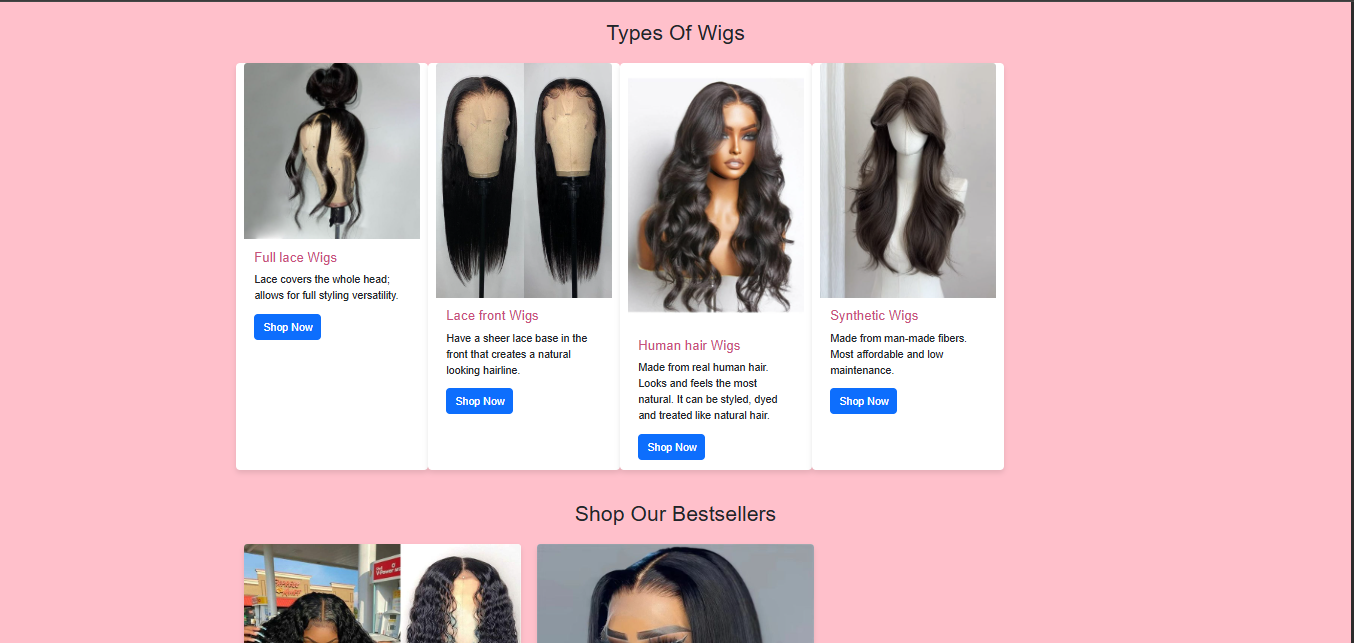 Types Of Wigs
Full lace Wigs
Lace covers the whole head;
allows for full styling versatility.
Shop Now
Lace front Wigs
Have a sheer lace base in the
front that creates a natural
looking hairline.
Shop Now
Human hair Wigs
Made from real human hair.
Looks and feels the most
natural. It can be styled, dyed
and treated like natural hair.
Shop Now
Synthetic Wigs
Made from man-made fibers.
Most affordable and low
maintenance.
Shop Now
Shop Our Bestsellers